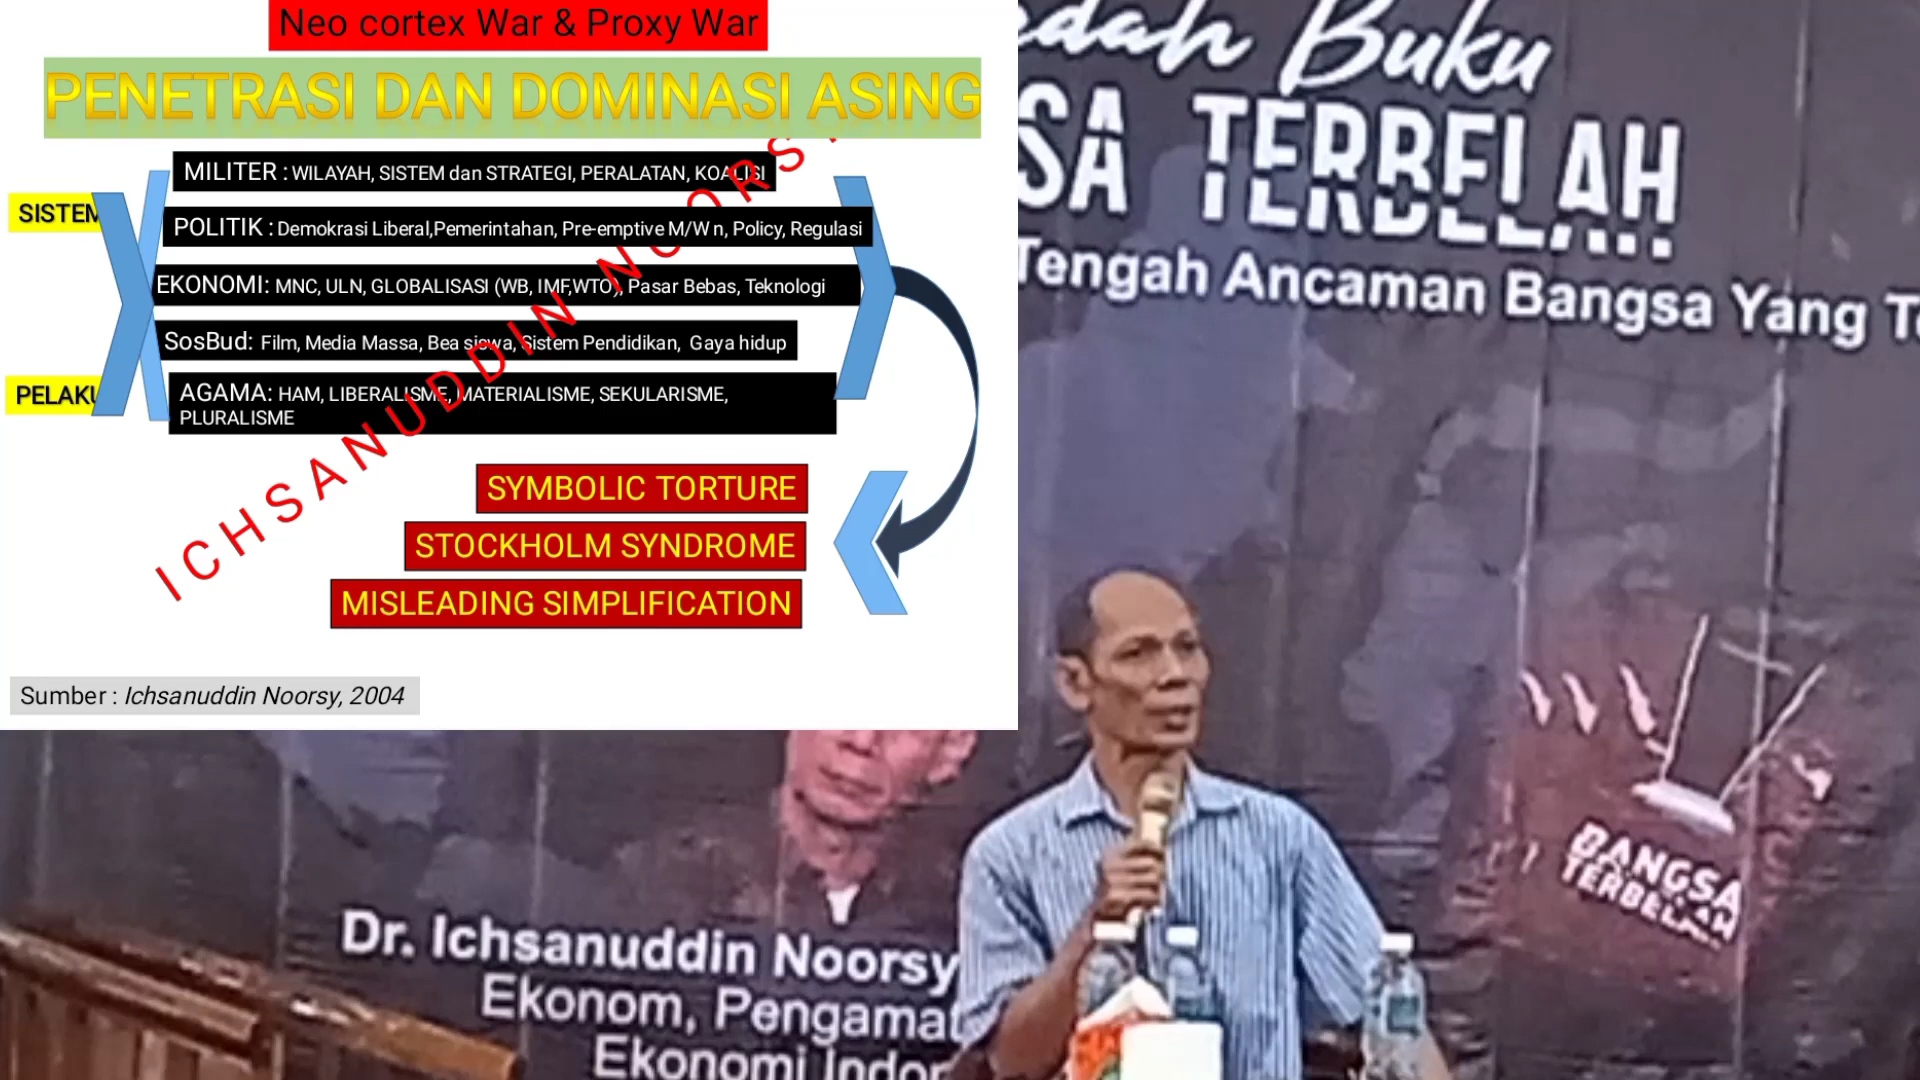 Neo cortex War & Proxy War
PENETRASI DAN DOMINASI ASING
MILITER : WILAYAH, SISTEM dan STRATEGI, PERALATAN, KOALISI
SISTEM
POLITIK : Demokrasi Liberal,Pemerintahan, Pre-emptive M/W n, Policy, Regulasi
EKONOMI: MNC, ULN, GLOBALISASI (WB, IMF,WTO), Pasar Bebas, Teknologi
SosBud: Film, Media Massa, Bea siswa, Sistem Pendidikan, Gaya hidup
PELAKU
AGAMA: HAM, LIBERALISME, MATERIALISME, SEKULARISME,
PLURALISME
ICHSANUDDIN NOORS
SYMBOLIC TORTURE
STOCKHOLM SYNDROME
MISLEADING SIMPLIFICATION
Sumber : Ichsanuddin Noorsy, 2004
edah Buku
SA TERBELAH
Tengah Ancaman Bangsa Yang T
BANGSA
TERBELAH
Dr. Ichsanuddin Noorsy
Ekonom, Pengamat
Ekonomi Indon